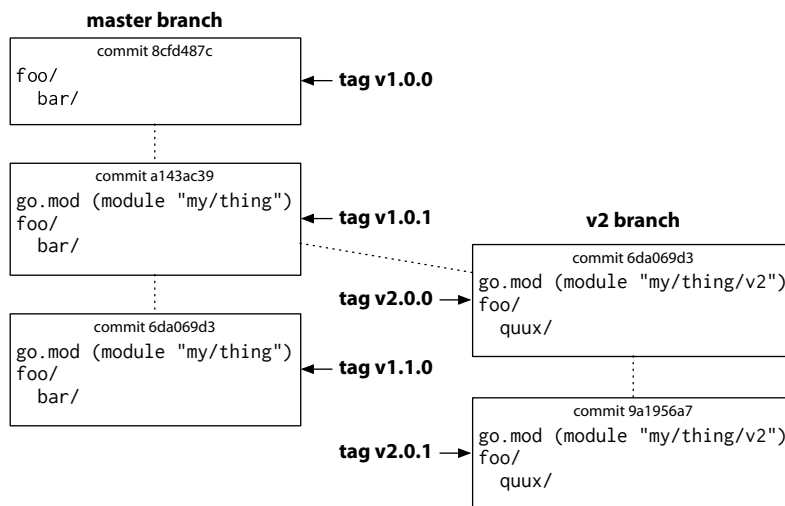 master branch
commit 8cfd487c
foo/
bar/
tag v1.0.0
commit a143ac39
go.mod (module "my/thing")
foo/
bar/
tag v1.0.1
commit 6da069d3
go.mod (module "my/thing")
foo/
bar/
tag v1.1.0
v2 branch
commit 6da069d3
go.mod (module "my/thing/v2")
foo/
quux/
tag v2.0.0
commit 9a1956a7
go.mod (module "my/thing/v2")
foo/
quux/
tag v2.0.1